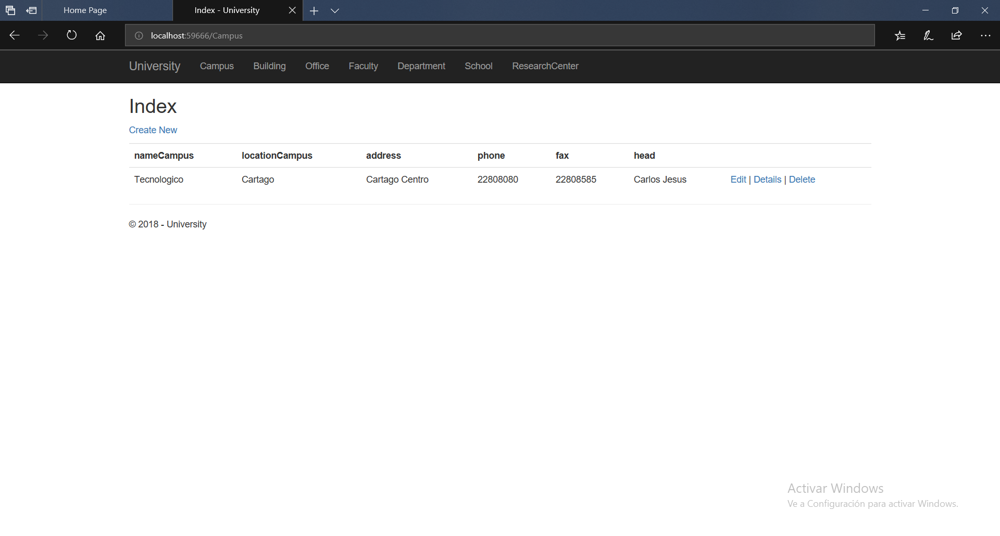 Home Page
Index - University
localhost:59666/Campus
University Campus Building Office Faculty Department School ResearchCenter
Index
Create New
nameCampus locationCampus address phone fax head
Tecnologico Cartago Cartago Centro 22808080 22808585 Carlos Jesus Edit | Details | Delete
© 2018 - University
Activar Windows
Ve a Configuración para activar Windows.